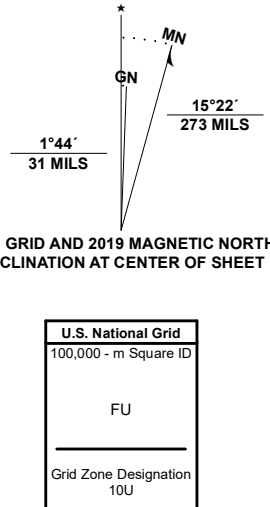 ★
MN
GN
15°22´
273 MILS
1°44´
31 MILS
GRID AND 2019 MAGNETIC NORTH
CLINATION AT CENTER OF SHEET
U.S. National Grid
100,000 - m Square ID
FU
Grid Zone Designation
10U